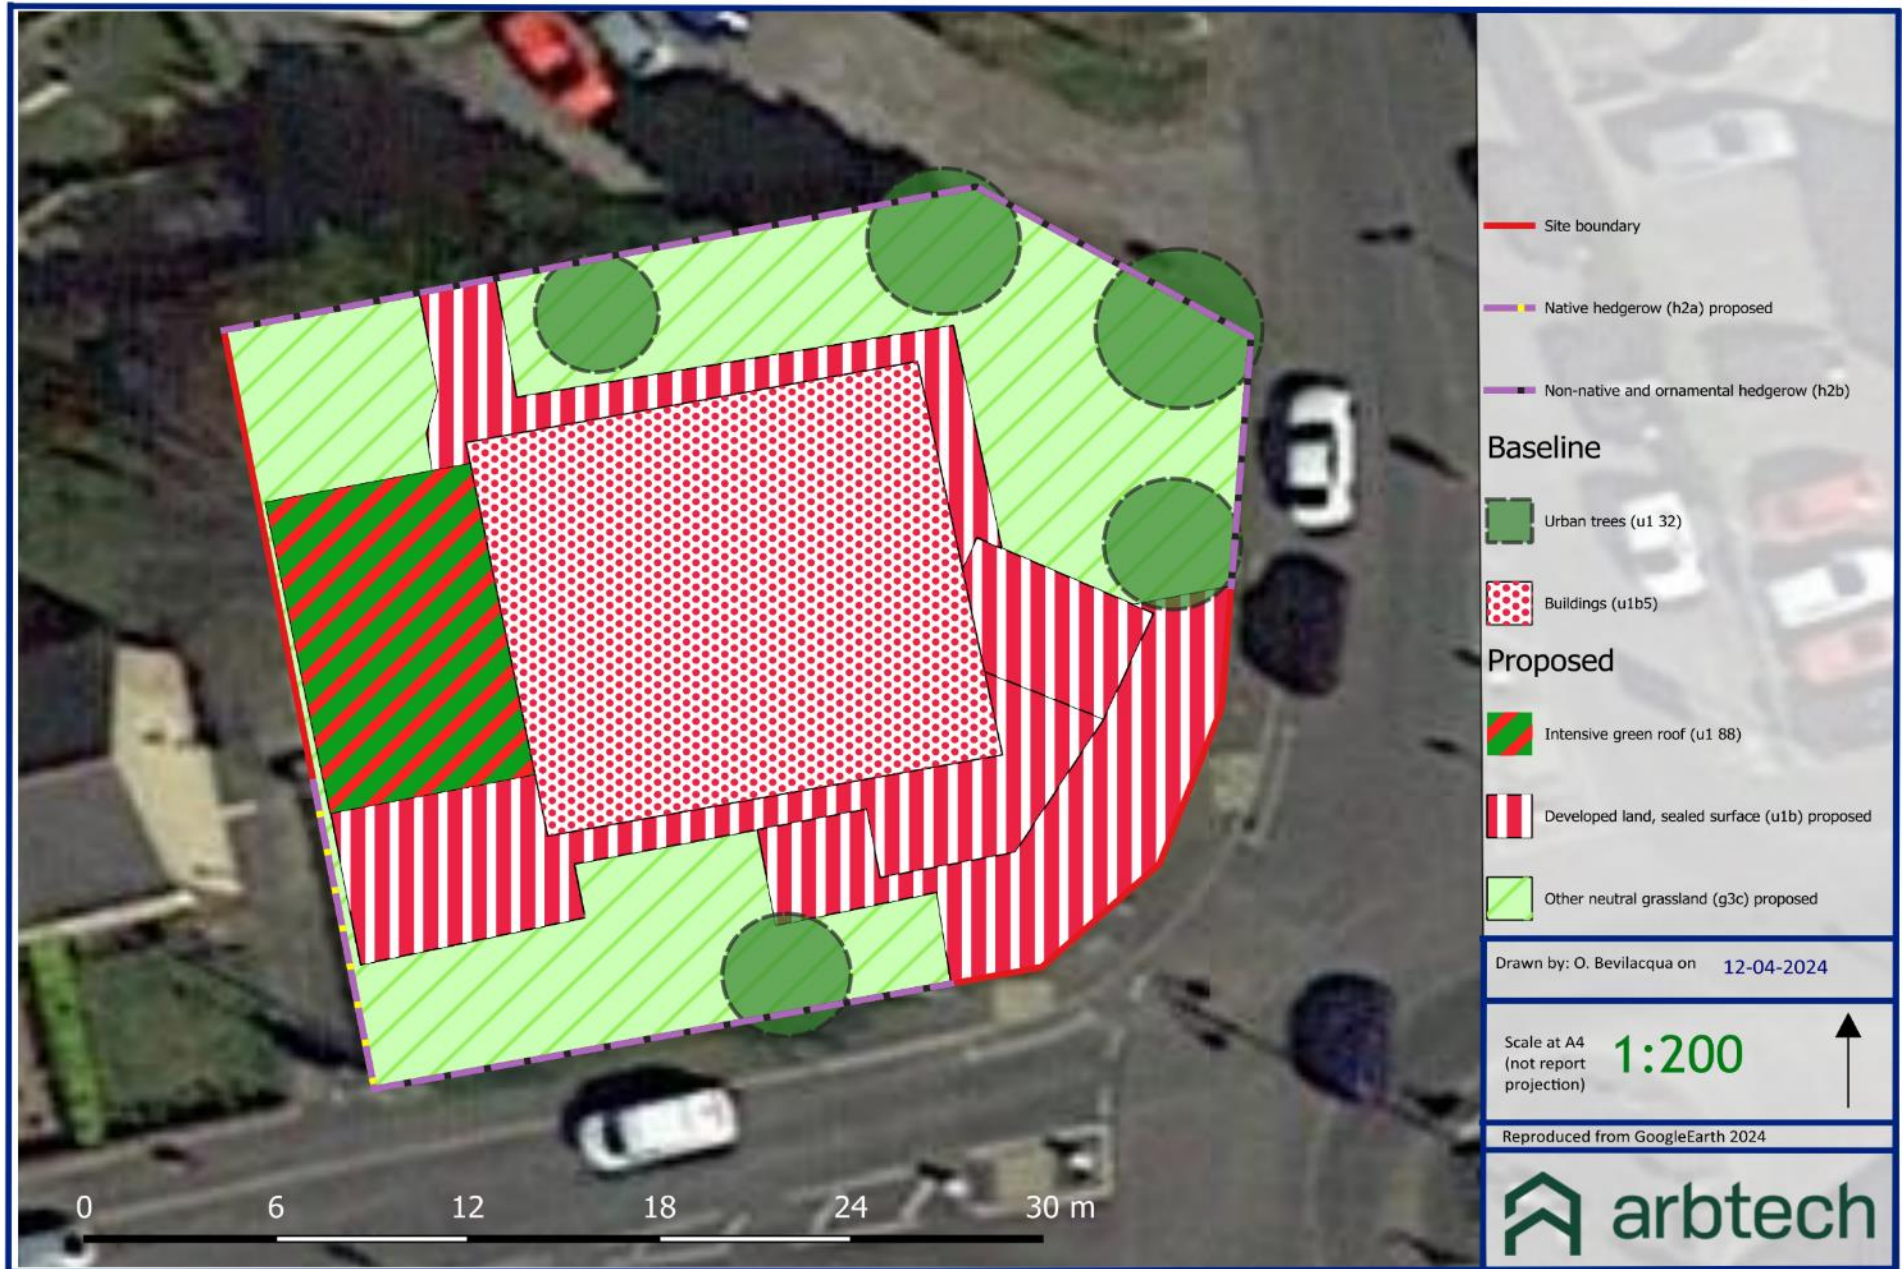 Site boundary
Native hedgerow (h2a) proposed
Non-native and ornamental hedgerow (h2b)
Baseline
Urban trees (u1 32)
Buildings (u1b5)
Proposed
Intensive green roof (u1 88)
Developed land, sealed surface (u1b) proposed
Other neutral grassland (g3c) proposed
Drawn by: O. Bevilacqua on 12-04-2024
Scale at A4
(not report
projection)
1:200
Reproduced from GoogleEarth 2024
arbtech
0 6 12 18 24 30 m